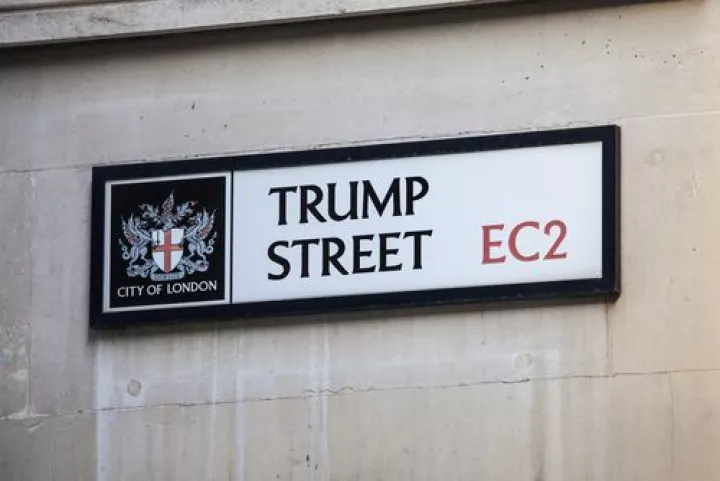 CITY OF LONDON
TRUMP
STREET
EC2